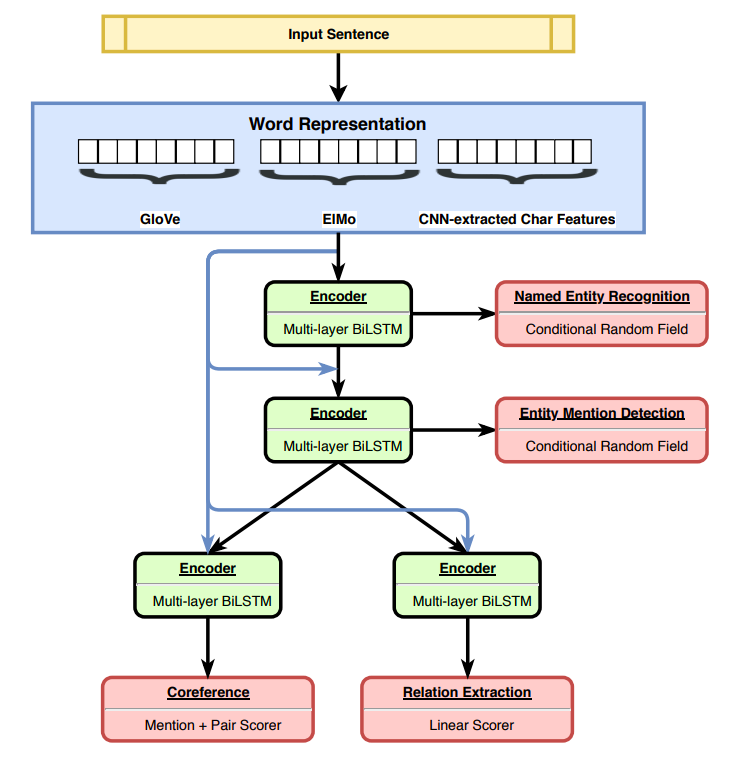 Input Sentence
Word Representation
GloVe
ElMo
CNN-extracted Char Features
Encoder
Multi-layer BiLSTM
Named Entity Recognition
Conditional Random Field
Encoder
Multi-layer BiLSTM
Entity Mention Detection
Conditional Random Field
Encoder
Multi-layer BiLSTM
Encoder
Multi-layer BiLSTM
Coreference
Mention + Pair Scorer
Relation Extraction
Linear Scorer